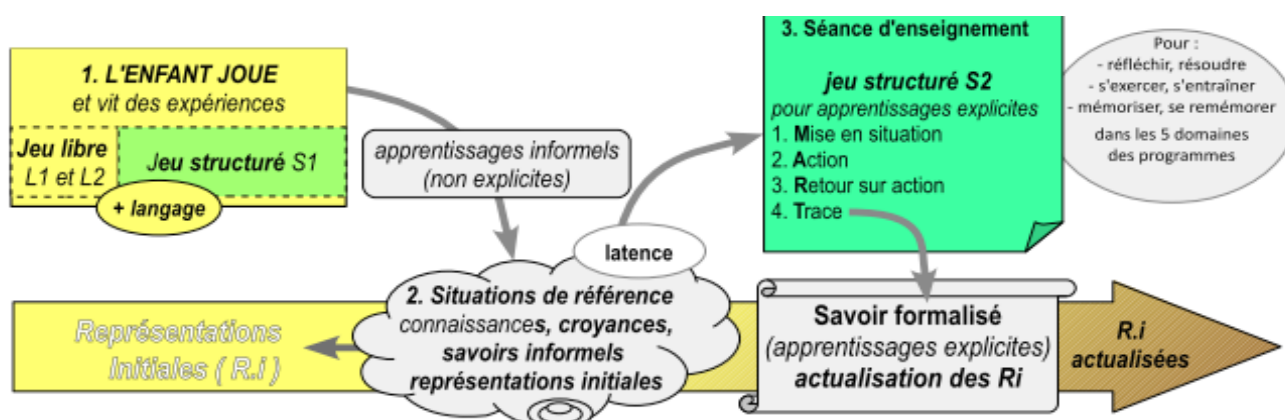 1. L'ENFANT JOUE
et vit des expériences
Jeu libre
L1 et L2
Jeu structuré S1
+ langage
apprentissages informels
(non explicites)
latence
2. Situations de référence
connaissances, croyances,
savoirs informels
représentations initiales
Représentations
Initiales ( R.i )
3. Séance d'enseignement
jeu structuré S2
pour apprentissages explicites
1. Mise en situation
2. Action
3. Retour sur action
4. Trace
Pour :
- réfléchir, résoudre
- s'exercer, s'entraîner
- mémoriser, se remémorer
dans les 5 domaines
des programmes
Savoir formalisé
(apprentissages explicites)
actualisation des Ri
R.i
actualisées